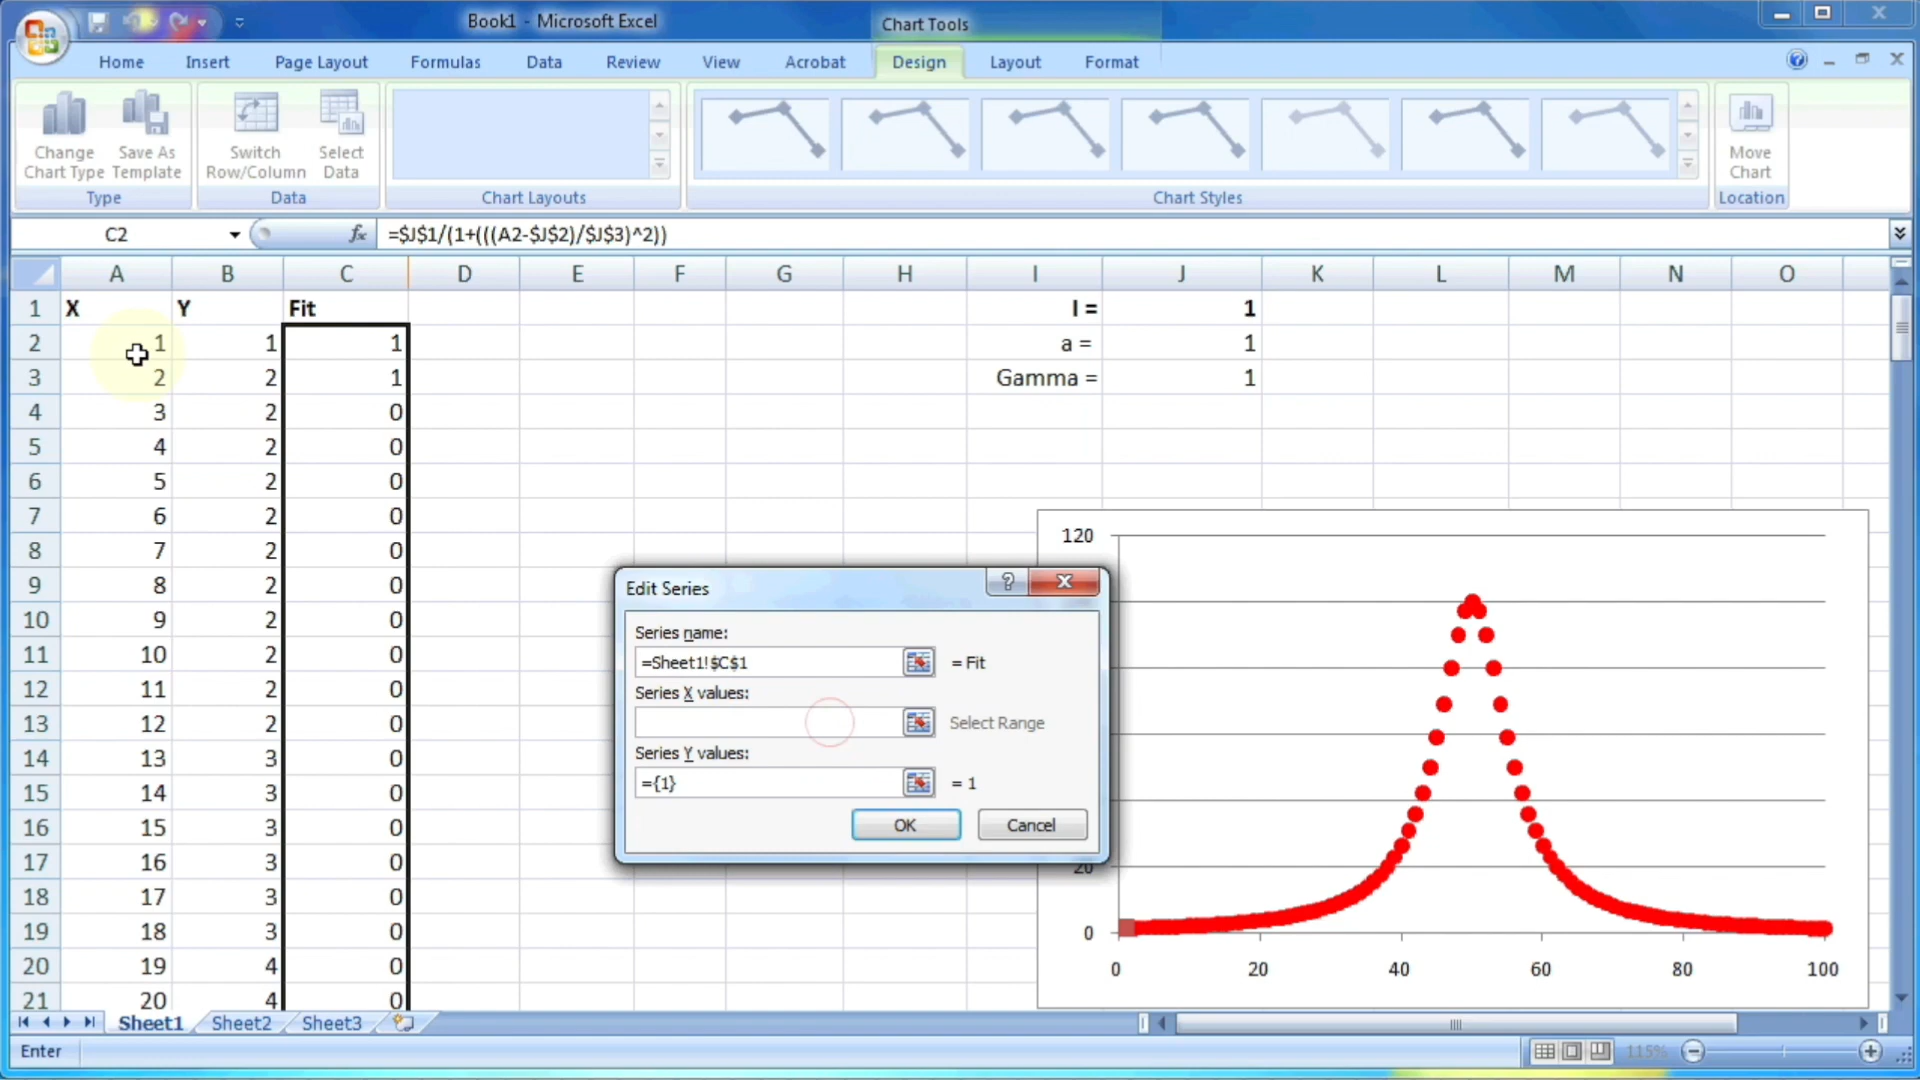 Book1 - Microsoft Excel
Chart Tools
Home Insert Page Layout Formulas Data Review View Acrobat Design Layout Format
Change Chart Type
Save As Template
Switch Row/Column
Select Data
Move Chart
Type Data Chart Layouts Chart Styles Location
C2 fx =$J$1/(1+(((A2-$J$2)/$J$3)^2))
A B C D E F G H I J K L M N O
1 X Y Fit I = 1
2 1 1 1 a = 1
3 2 2 1 Gamma = 1
4 3 2 0
5 4 2 0
6 5 2 0
7 6 2 0
8 7 2 0
9 8 2 0
10 9 2 0
11 10 2 0
12 11 2 0
13 12 2 0
14 13 3 0
15 14 3 0
16 15 3 0
17 16 3 0
18 17 3 0
19 18 3 0
20 19 4 0
21 20 4 0
Edit Series
Series name:
=Sheet1!$C$1 = Fit
Series X values:
Select Range
Series Y values:
={1} = 1
OK Cancel
120
20
0
0 20 40 60 80 100
Sheet1 Sheet2 Sheet3
Enter 115%